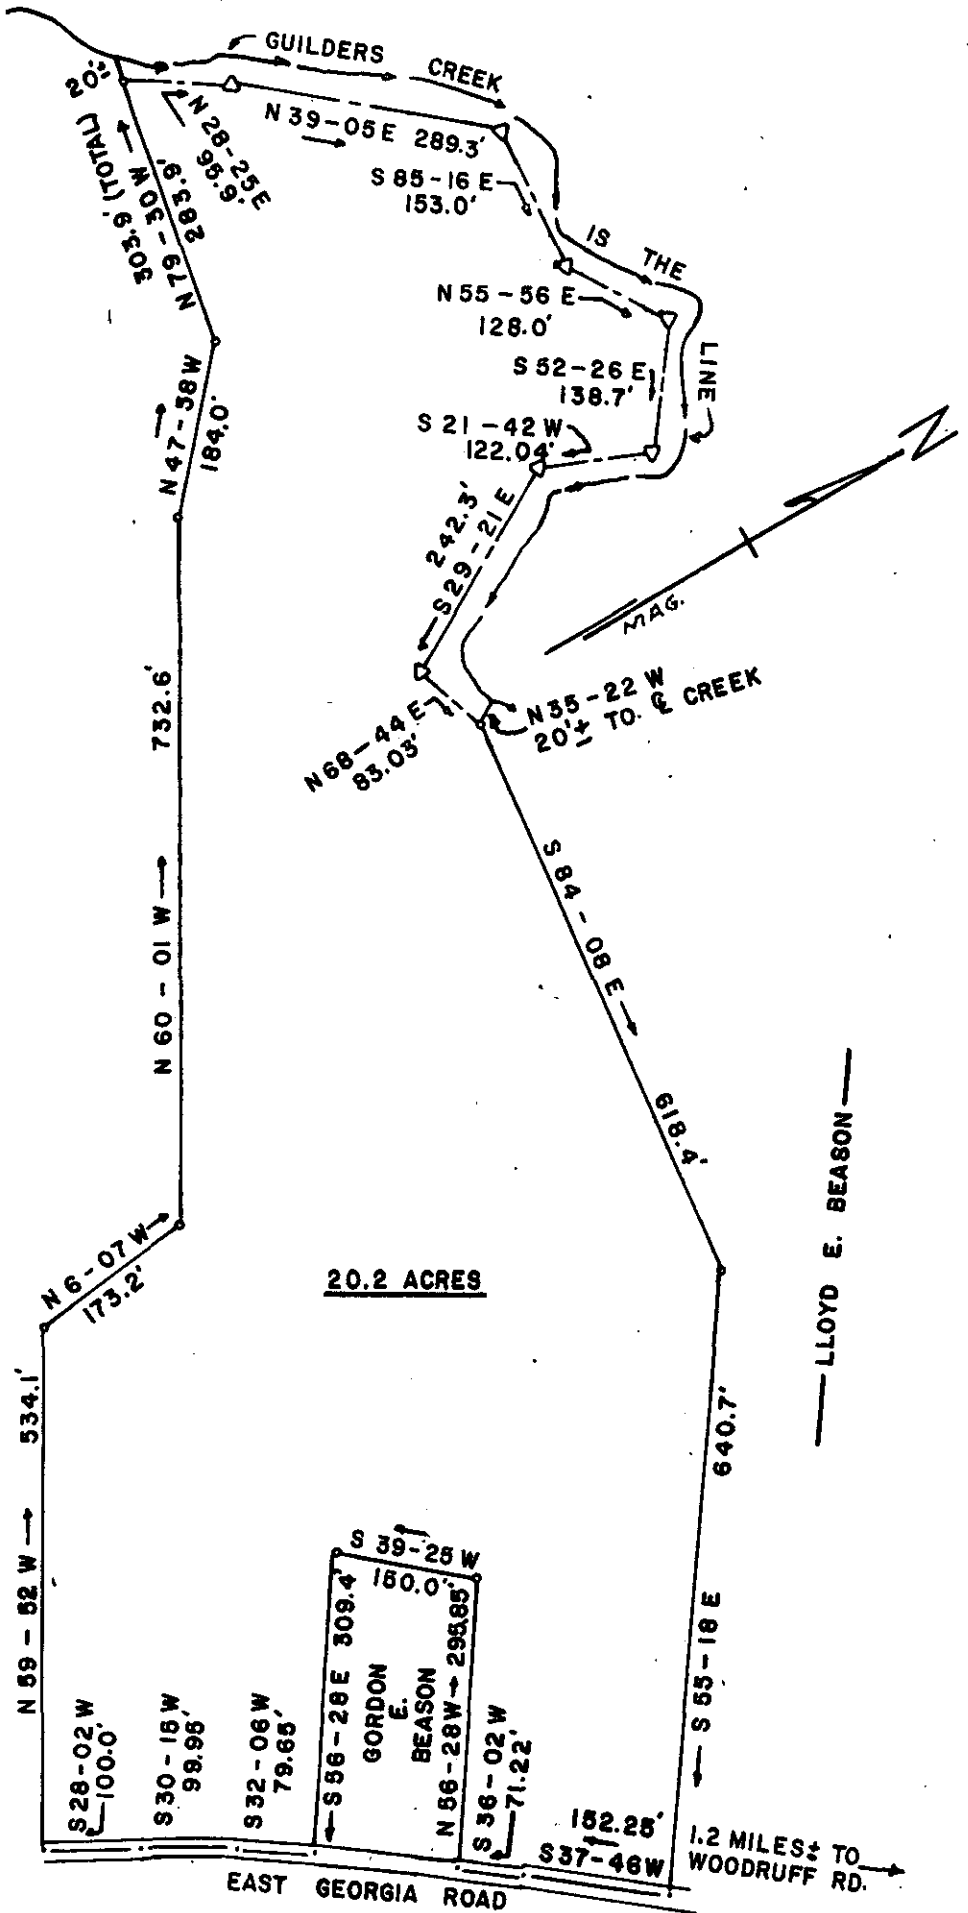 GUILDERS CREEK
20'±
N 28-25 E
95.9'
N 39-05 E 289.3'
303.9' (TOTAL)
N 79-30 W
283.9'
S 85-16 E
153.0'
IS THE
LINE
N 55-56 E
128.0'
S 52-26 E
138.7'
S 21-42 W
122.04'
N 47-38 W
184.0'
242.3'
S 29-21 E
MAG.
N 35-22 W
20'± TO ℄ CREEK
N 68-44 E
83.03'
732.6'
N 60-01 W
S 84-08 E
618.4'
LLOYD E. BEASON
N 6-07 W
173.2'
20.2 ACRES
534.1'
N 59-52 W
640.7'
S 55-18 E
S 39-25 W
150.0'
S 56-28 E 309.4'
GORDON
E.
BEASON
N 56-28 W 295.85'
S 28-02 W
100.0'
S 30-15 W
99.95'
S 32-06 W
79.65'
S 36-02 W
71.22'
152.25'
S 37-46 W
1.2 MILES± TO
WOODRUFF RD.
EAST GEORGIA ROAD